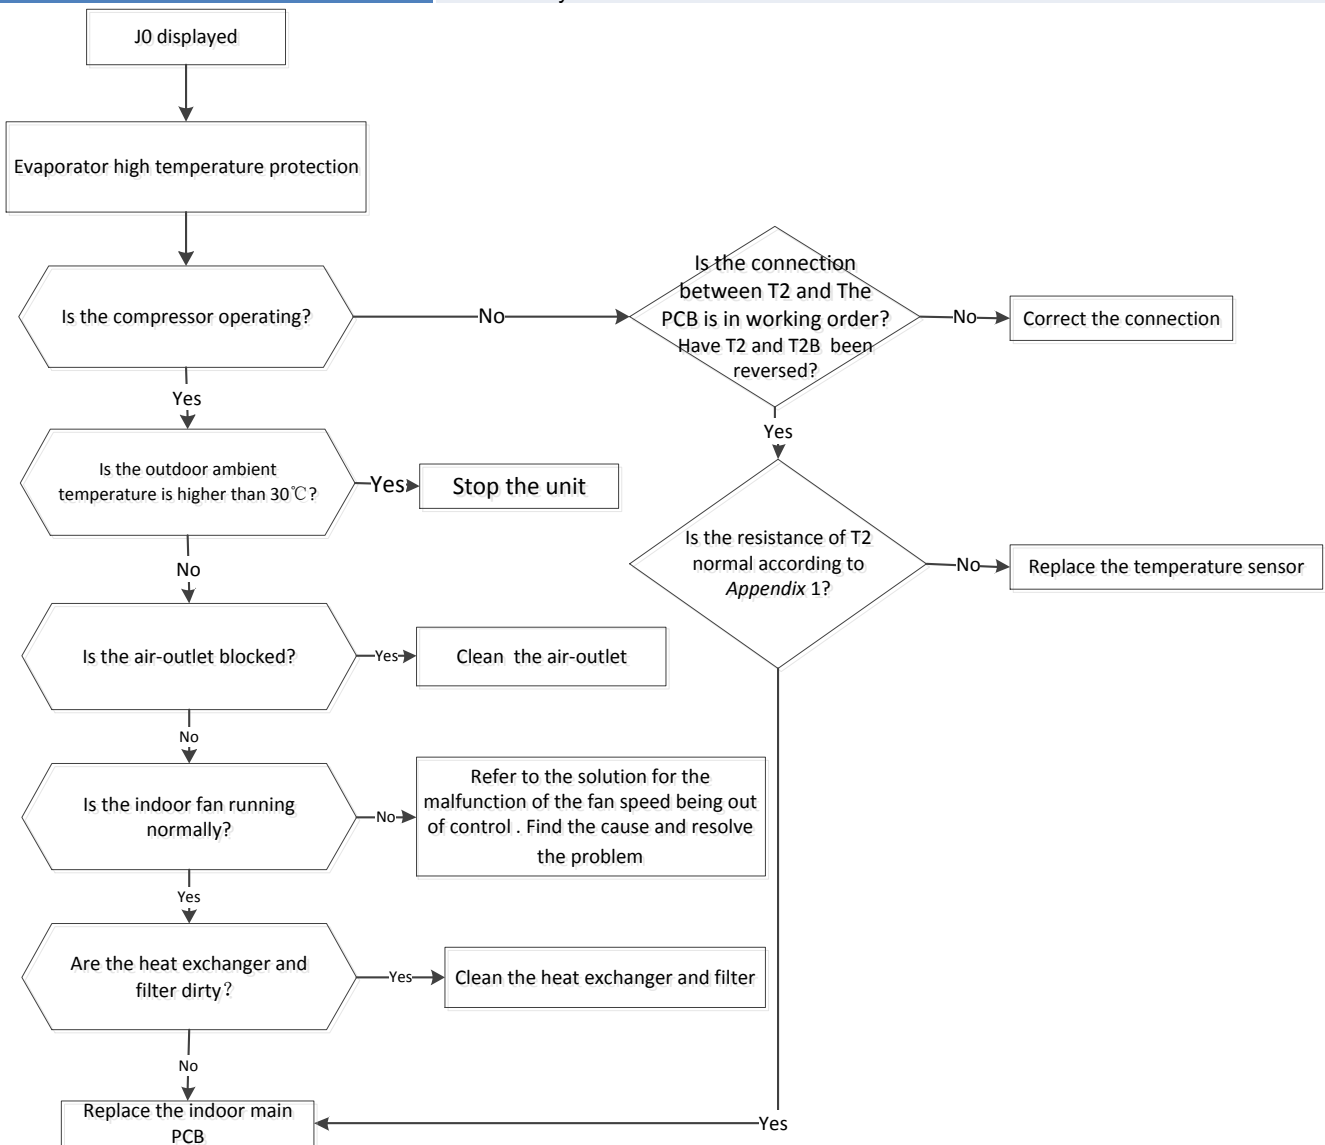 J0 displayed
Evaporator high temperature protection
Is the compressor operating?
No
Is the connection
between T2 and The
PCB is in working order?
Have T2 and T2B been
reversed?
No
Correct the connection
Yes
Yes
Is the outdoor ambient
temperature is higher than 30℃?
Yes
Stop the unit
Is the resistance of T2
normal according to
Appendix 1?
No
Replace the temperature sensor
No
Is the air-outlet blocked?
Yes
Clean the air-outlet
No
Is the indoor fan running
normally?
No
Refer to the solution for the
malfunction of the fan speed being out
of control . Find the cause and resolve
the problem
Yes
Are the heat exchanger and
filter dirty？
Yes
Clean the heat exchanger and filter
No
Replace the indoor main
PCB
Yes